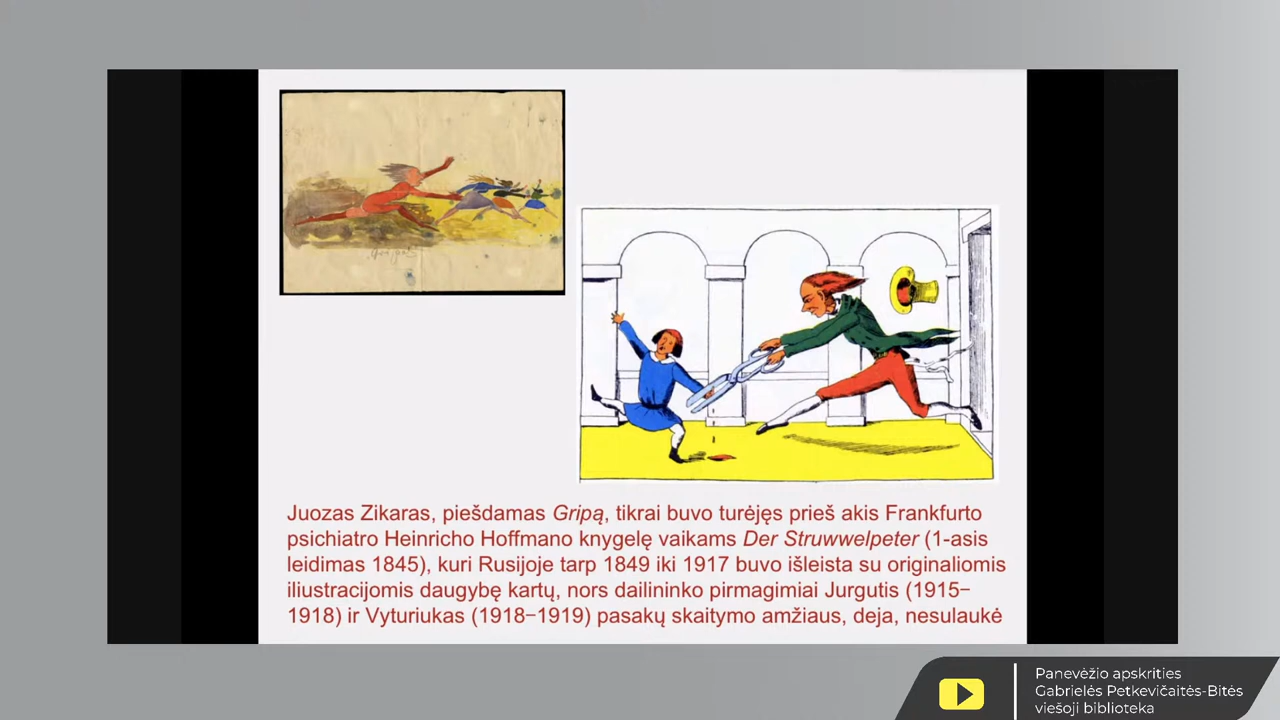 Juozas Zikaras, piešdamas Gripą, tikrai buvo turėjęs prieš akis Frankfurto
psichiatro Heinricho Hoffmano knygelę vaikams Der Struwwelpeter (1-asis
leidimas 1845), kuri Rusijoje tarp 1849 iki 1917 buvo išleista su originaliomis
iliustracijomis daugybę kartų, nors dailininko pirmagimiai Jurgutis (1915–
1918) ir Vyturiukas (1918–1919) pasakų skaitymo amžiaus, deja, nesulaukė
Panevėžio apskrities
Gabrielės Petkevičaitės-Bitės
viešoji biblioteka